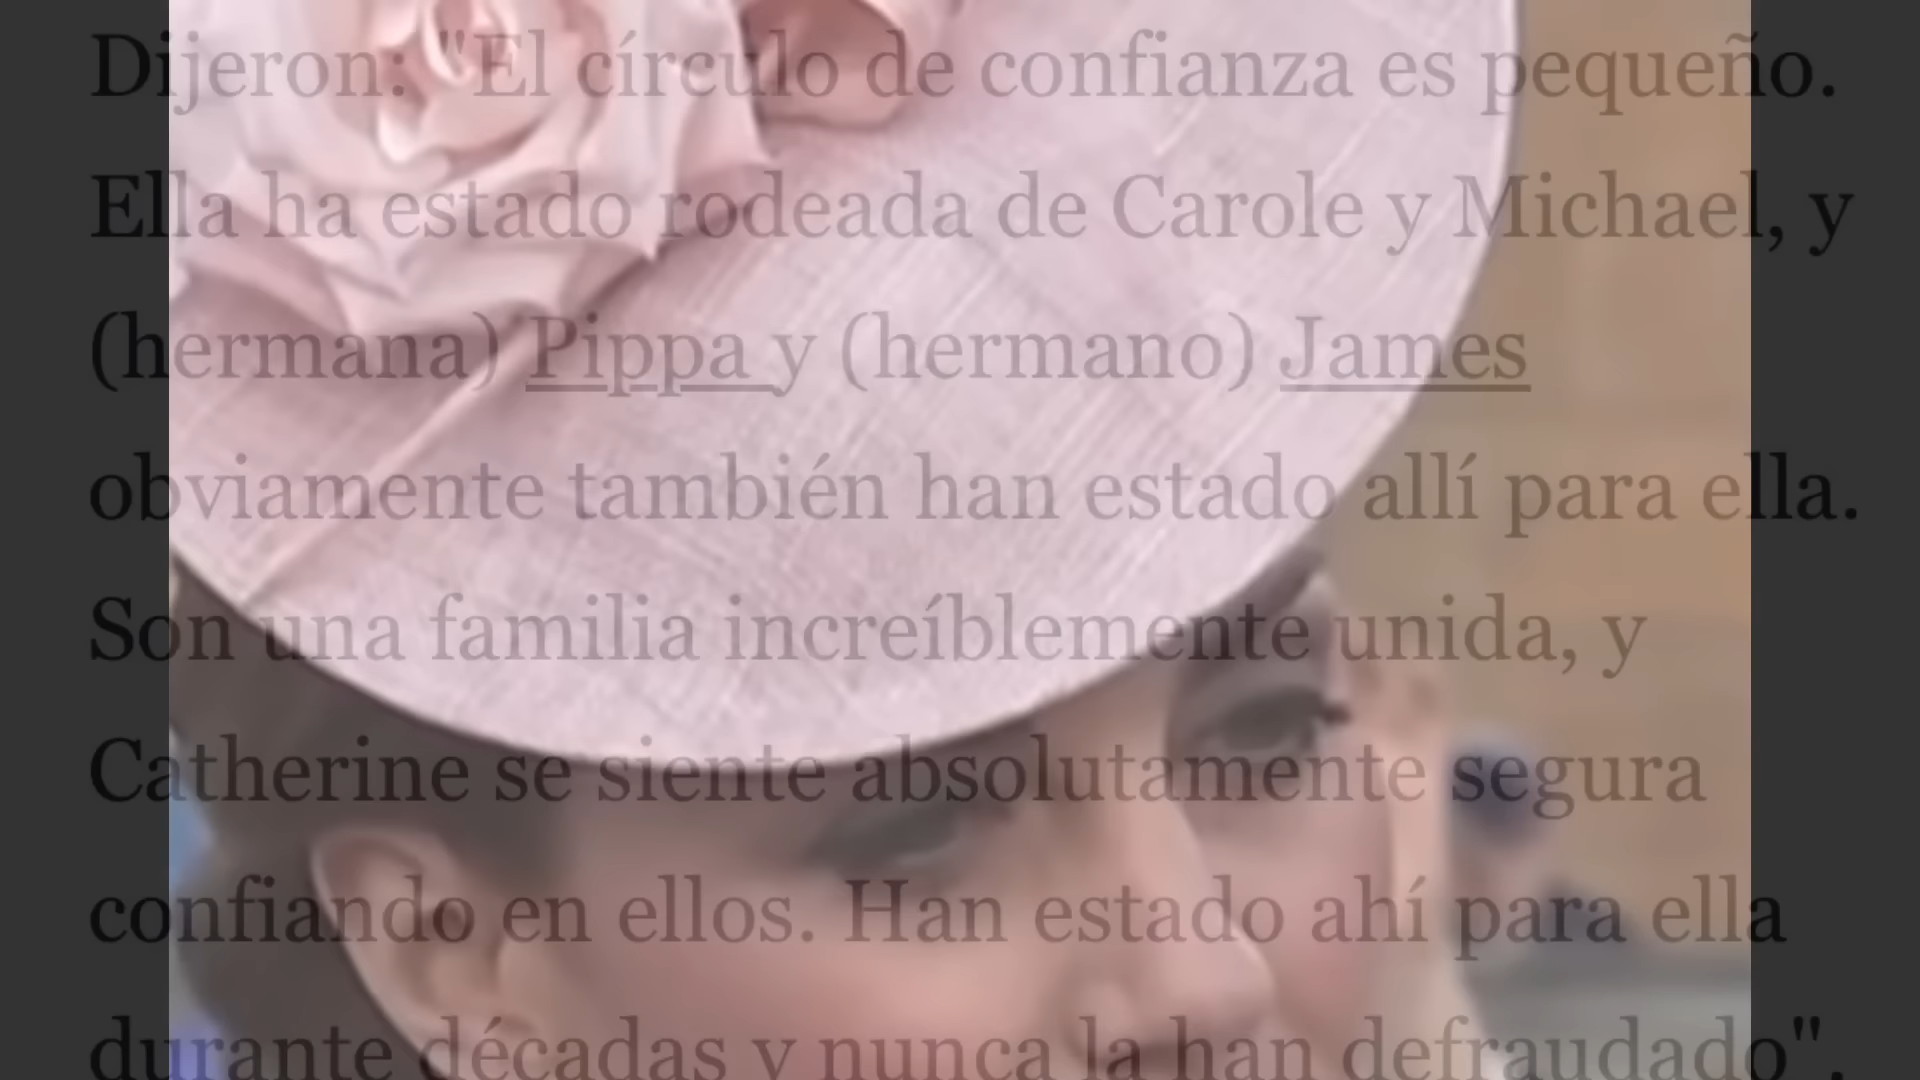 Dijeron: "El círculo de confianza es pequeño.
Ella ha estado rodeada de Carole y Michael, y
(hermana) Pippa y (hermano) James
obviamente también han estado allí para ella.
Son una familia increíblemente unida, y
Catherine se siente absolutamente segura
confiando en ellos. Han estado ahí para ella
durante décadas y nunca la han defraudado".